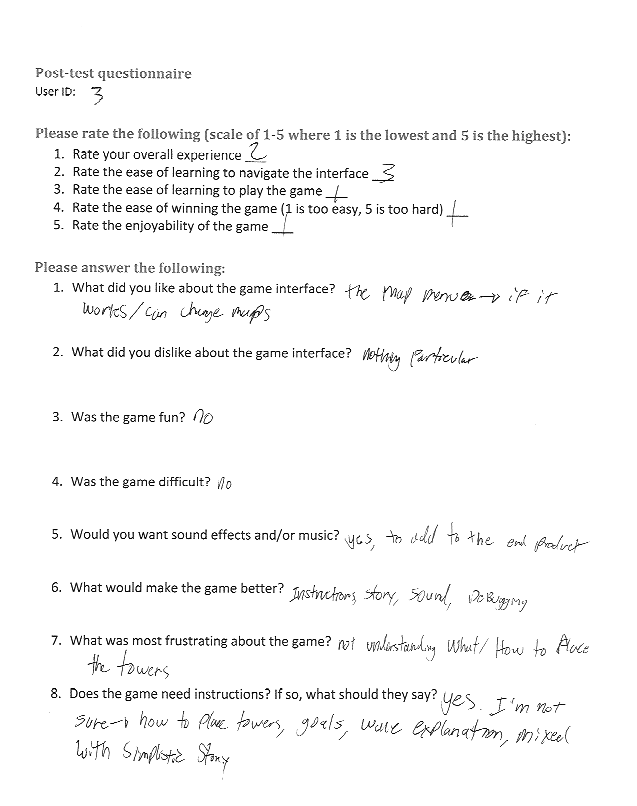 Post-test questionnaire
User ID: 3
Please rate the following (scale of 1-5 where 1 is the lowest and 5 is the highest):
1. Rate your overall experience 2
2. Rate the ease of learning to navigate the interface 3
3. Rate the ease of learning to play the game 1
4. Rate the ease of winning the game (1 is too easy, 5 is too hard) 1
5. Rate the enjoyability of the game 1
Please answer the following:
1. What did you like about the game interface? the map menu → if it
works/can change maps
2. What did you dislike about the game interface? nothing particular
3. Was the game fun? no
4. Was the game difficult? no
5. Would you want sound effects and/or music? yes, to add to the end product
6. What would make the game better? Instructions, story, sound, Debugging
7. What was most frustrating about the game? not understanding What/How to Place
the towers
8. Does the game need instructions? If so, what should they say? yes. I'm not
sure → how to place towers, goals, wave explanation, mixed
with simplistic story